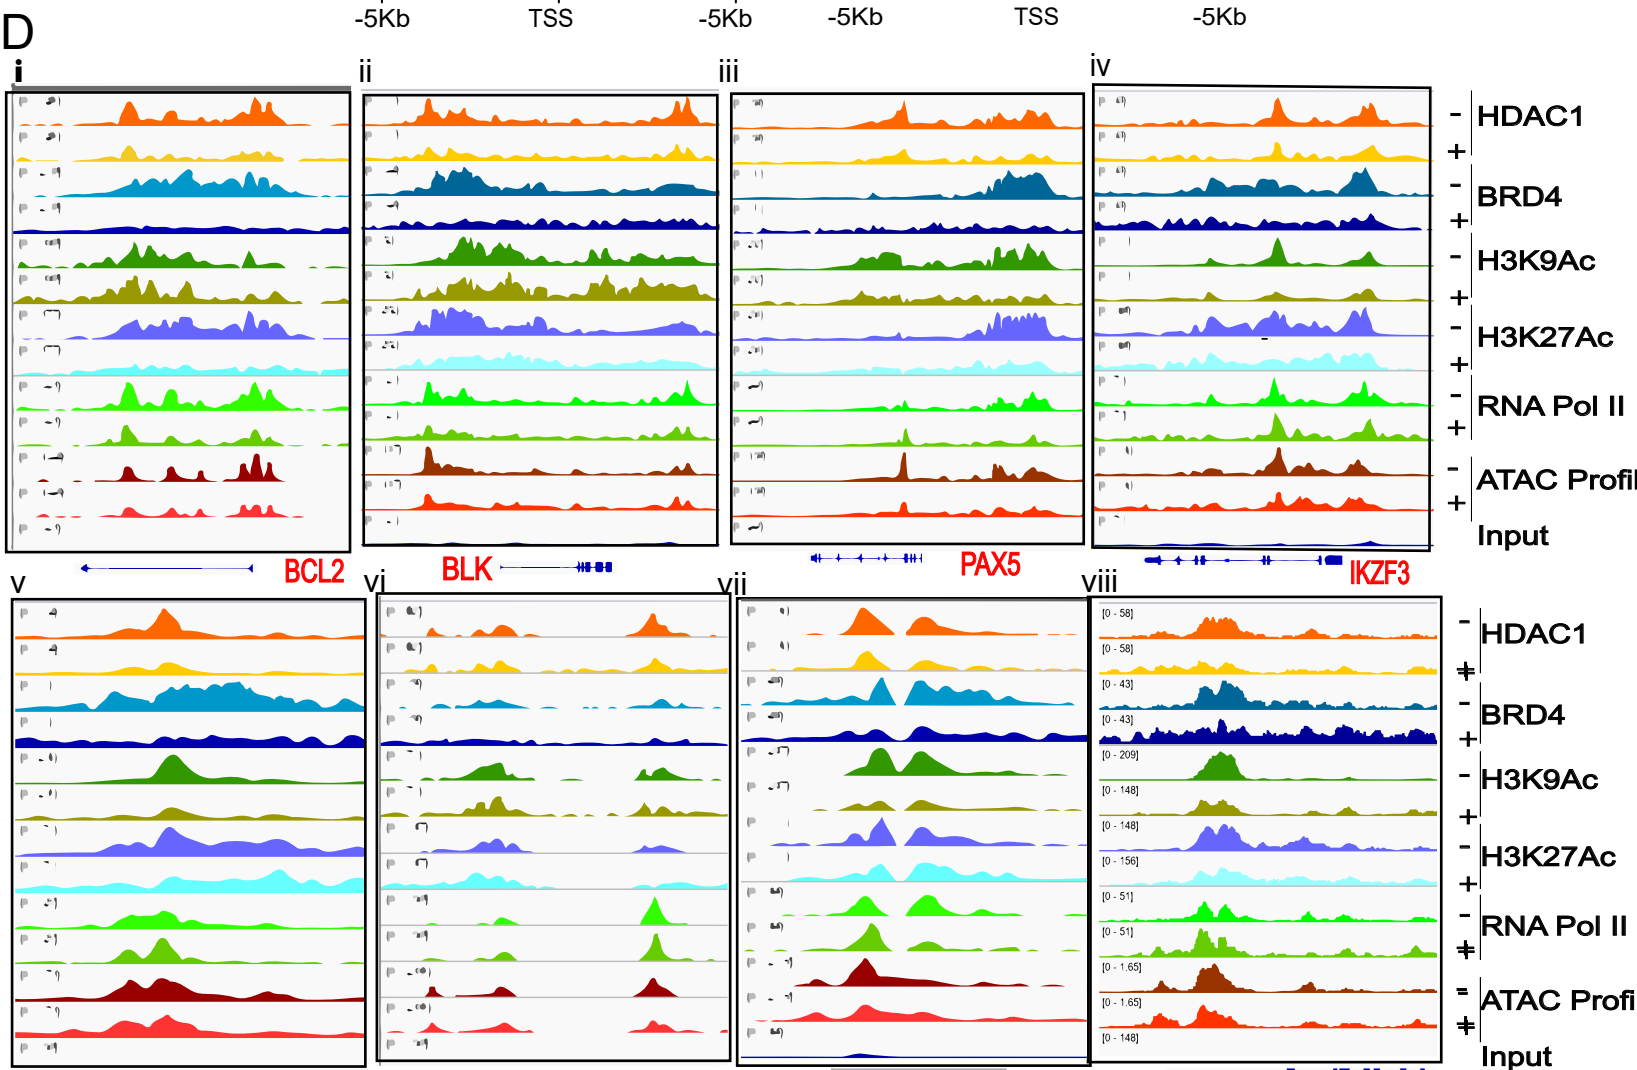 -5Kb TSS -5Kb -5Kb TSS -5Kb
D
i ii iii iv
- HDAC1
+
- BRD4
+
- H3K9Ac
+
- H3K27Ac
+
- RNA Pol II
+
- ATAC Profil
+
Input
BCL2 BLK PAX5 IKZF3
v vi vii viii
[0 - 58]
- HDAC1
[0 - 58]
+
[0 - 43]
- BRD4
[0 - 43]
+
[0 - 209]
- H3K9Ac
[0 - 148]
+
[0 - 148]
- H3K27Ac
[0 - 156]
+
[0 - 51]
- RNA Pol II
[0 - 51]
+
[0 - 1.65]
- ATAC Profi
[0 - 1.65]
+
[0 - 148]
Input